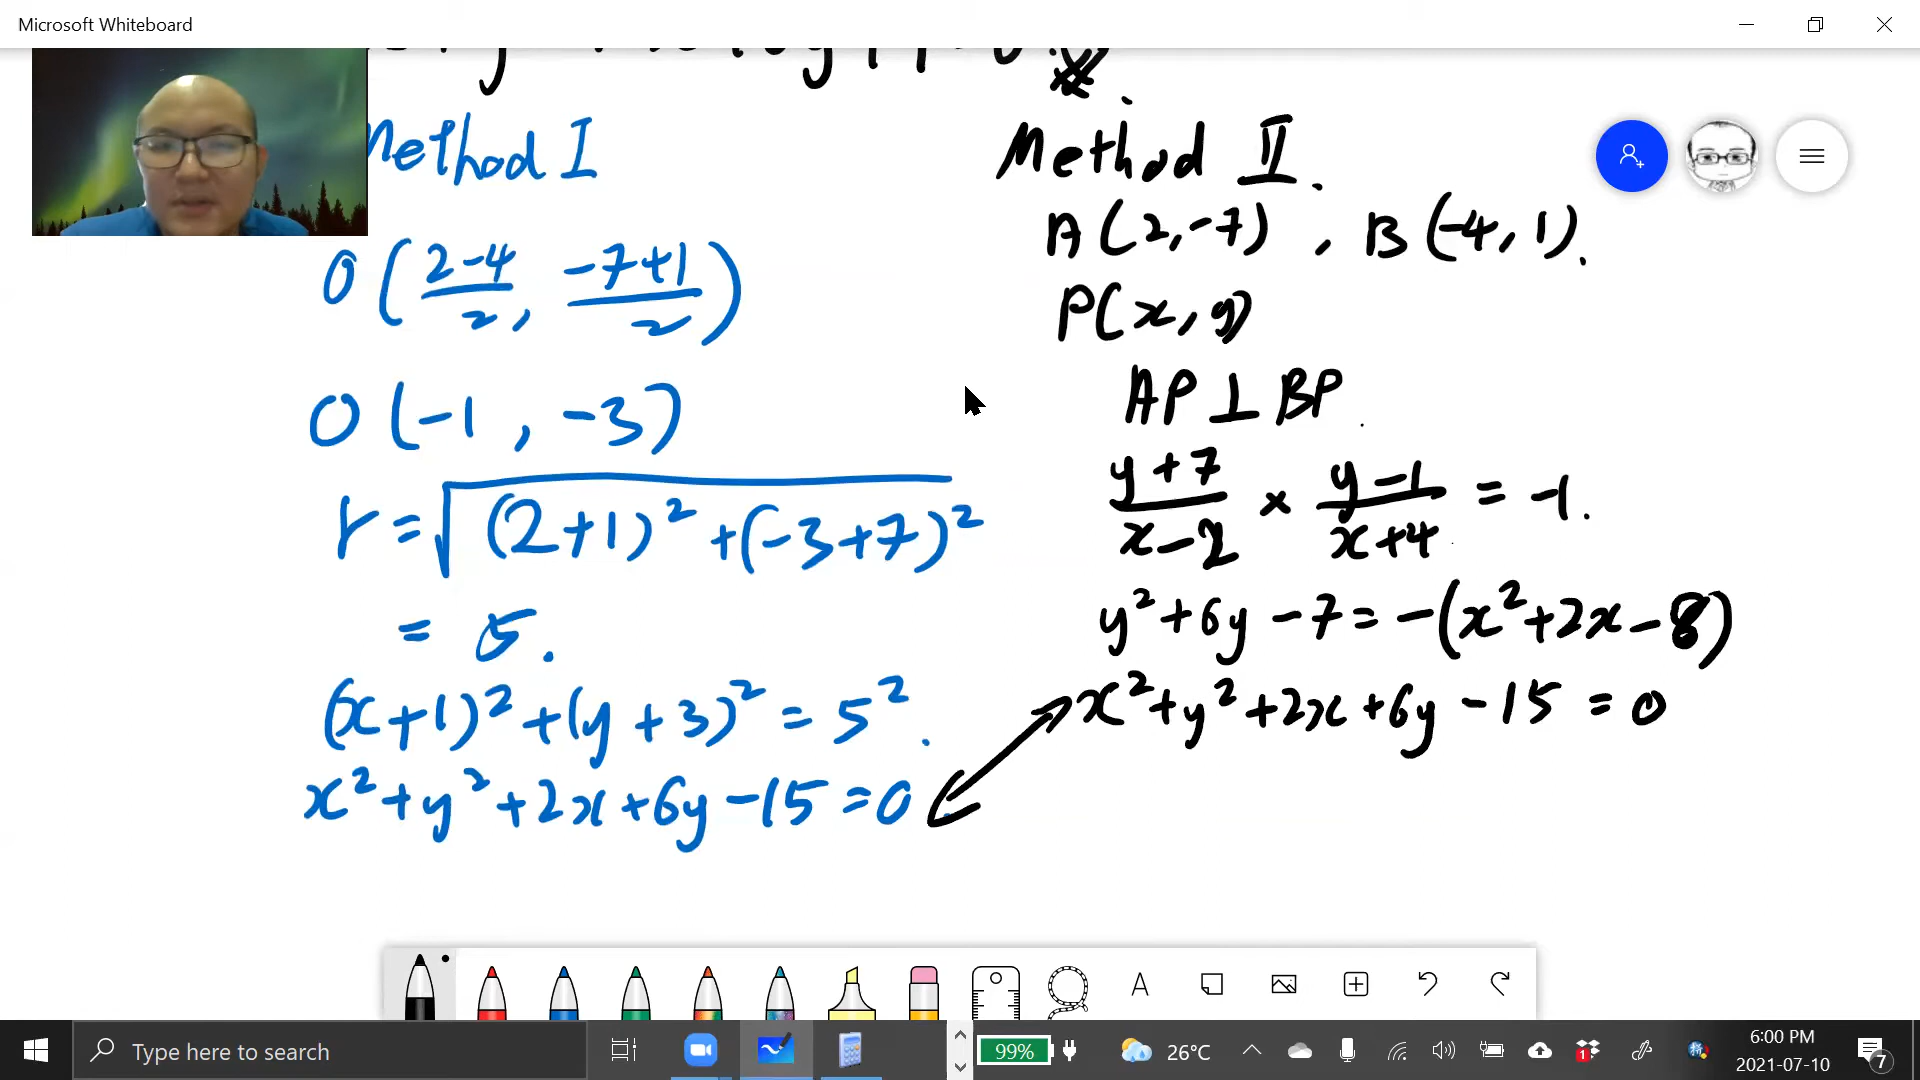 Microsoft Whiteboard
Method I
O(2-4/2, -7+1/2)
O(-1, -3)
r=√(2+1)²+(-3+7)²
= 5.
(x+1)²+(y+3)²=5².
x²+y²+2x+6y-15=0
Method II.
A(2,-7), B(-4,1).
P(x,y)
AP⊥BP.
y+7/x-2 × y-1/x+4 = -1.
y²+6y-7=-(x²+2x-8)
x²+y²+2x+6y-15=0
A
Type here to search
99%
26°C
1
6:00 PM
2021-07-10
7